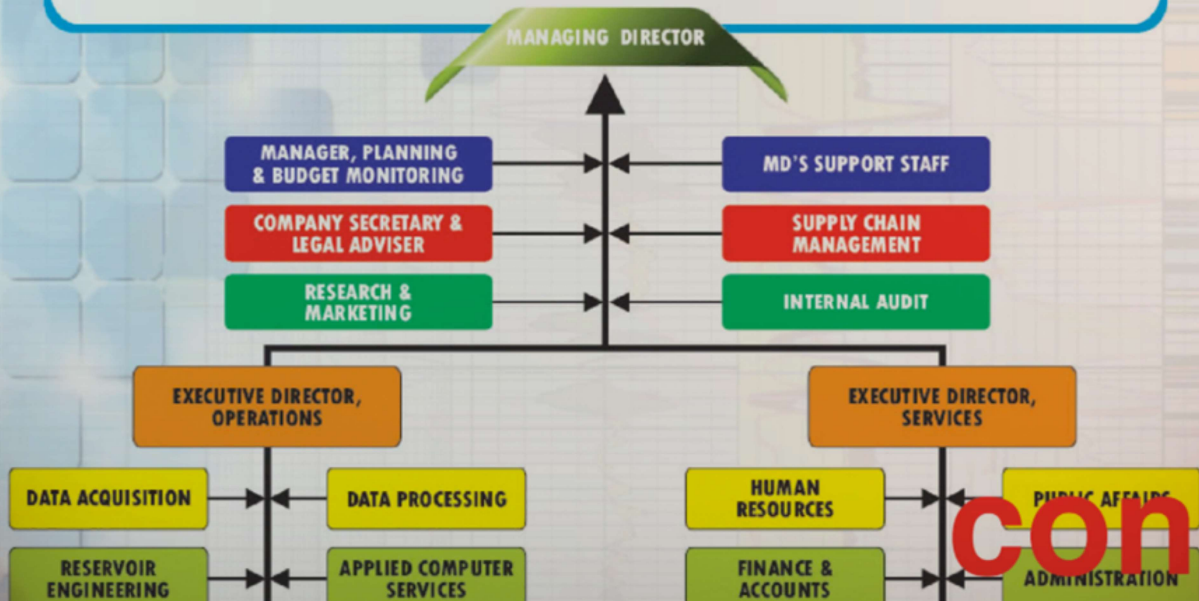 MANAGING DIRECTOR
MANAGER, PLANNING
& BUDGET MONITORING
MD'S SUPPORT STAFF
COMPANY SECRETARY &
LEGAL ADVISER
SUPPLY CHAIN
MANAGEMENT
RESEARCH &
MARKETING
INTERNAL AUDIT
EXECUTIVE DIRECTOR,
OPERATIONS
EXECUTIVE DIRECTOR,
SERVICES
DATA ACQUISITION
DATA PROCESSING
HUMAN
RESOURCES
PUBLIC AFFAIRS
RESERVOIR
ENGINEERING
APPLIED COMPUTER
SERVICES
FINANCE &
ACCOUNTS
ADMINISTRATION
con